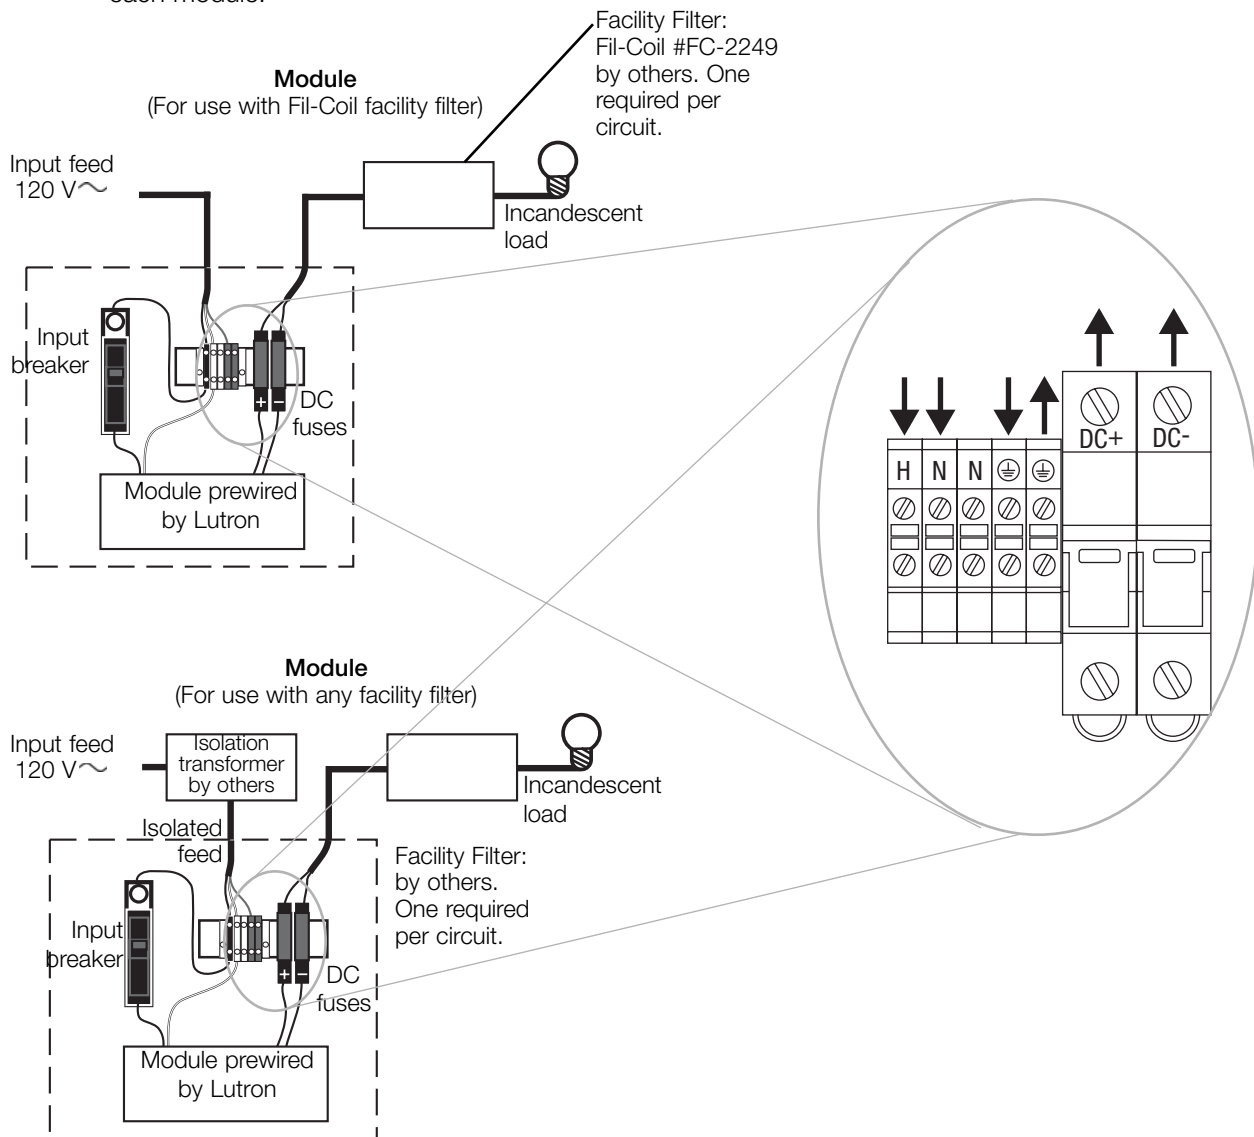 each module.
Facility Filter:
Fil-Coil #FC-2249
by others. One
required per
circuit.
Module
(For use with Fil-Coil facility filter)
Input feed
120 V
Incandescent
load
Input
breaker
+ −
DC
fuses
Module prewired
by Lutron
DC+ DC-
H N N
Module
(For use with any facility filter)
Input feed
120 V
Isolation
transformer
by others
Incandescent
load
Isolated
feed
Facility Filter:
by others.
One required
per circuit.
Input
breaker
+ −
DC
fuses
Module prewired
by Lutron